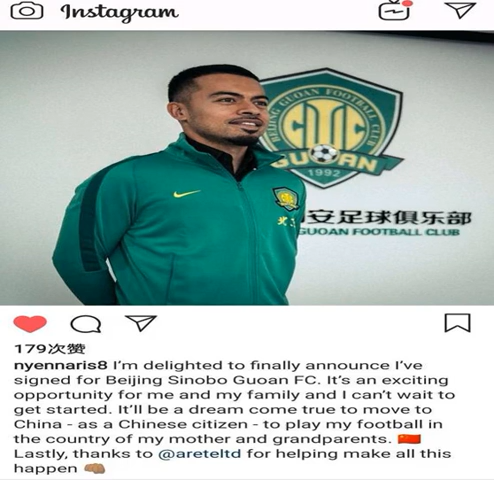 Instagram
BEIJING GUOAN FOOTBALL CLUB
GUOAN
1992
安足球俱乐部
GUOAN FOOTBALL CLUB
179次赞
nyennaris8 I'm delighted to finally announce I've
signed for Beijing Sinobo Guoan FC. It's an exciting
opportunity for me and my family and I can't wait to
get started. It'll be a dream come true to move to
China - as a Chinese citizen - to play my football in
the country of my mother and grandparents. 🇨🇳
Lastly, thanks to @areteltd for helping make all this
happen 👊🏽